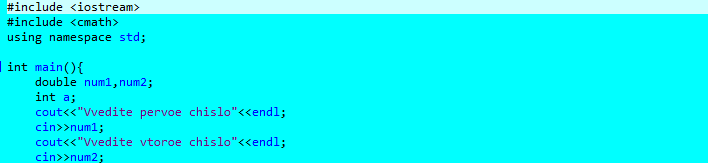 #include <iostream>
#include <cmath>
using namespace std;
int main(){
double num1,num2;
int a;
cout<<"Vvedite pervoe chislo"<<endl;
cin>>num1;
cout<<"Vvedite vtoroe chislo"<<endl;
cin>>num2;